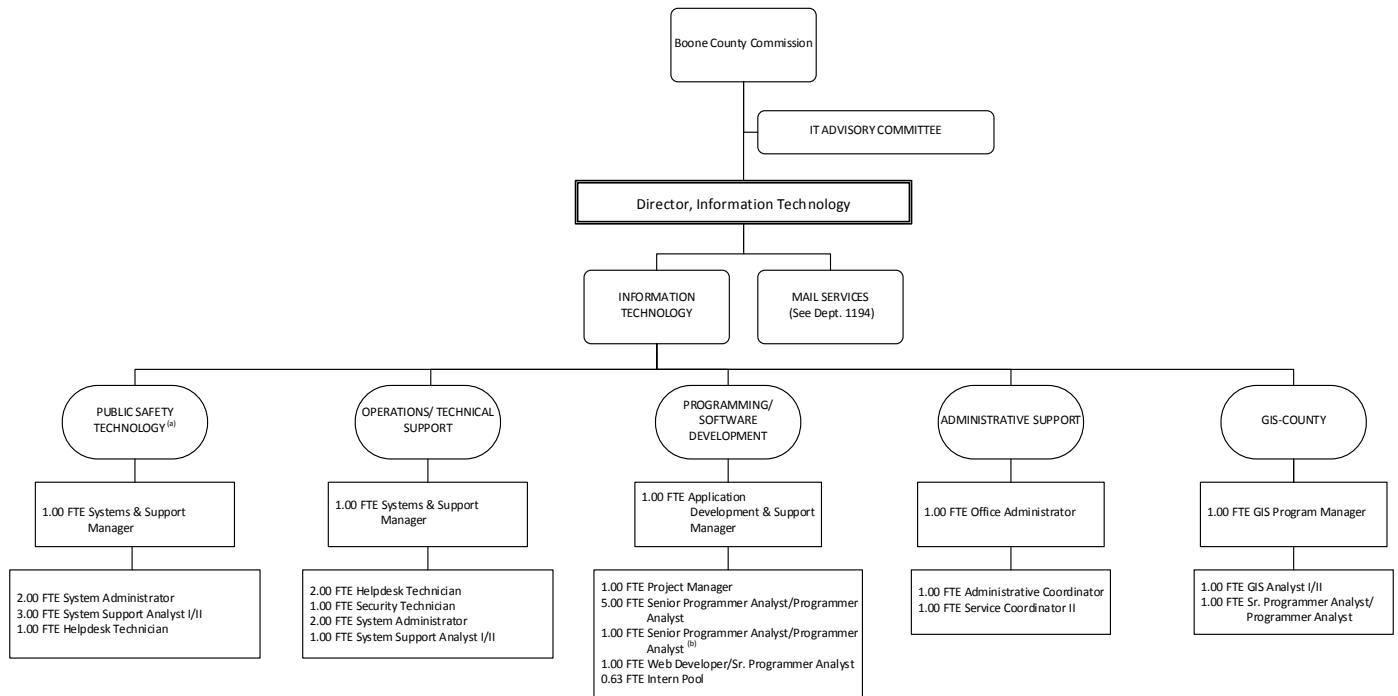 Boone County Commission
IT ADVISORY COMMITTEE
Director, Information Technology
INFORMATION
TECHNOLOGY
MAIL SERVICES
(See Dept. 1194)
PUBLIC SAFETY
TECHNOLOGY (a)
OPERATIONS/ TECHNICAL
SUPPORT
PROGRAMMING/
SOFTWARE
DEVELOPMENT
ADMINISTRATIVE SUPPORT
GIS-COUNTY
1.00 FTE Systems & Support
Manager
1.00 FTE Systems & Support
Manager
1.00 FTE Application
Development & Support
Manager
1.00 FTE Office Administrator
1.00 FTE GIS Program Manager
2.00 FTE System Administrator
3.00 FTE System Support Analyst I/II
1.00 FTE Helpdesk Technician
2.00 FTE Helpdesk Technician
1.00 FTE Security Technician
2.00 FTE System Administrator
1.00 FTE System Support Analyst I/II
1.00 FTE Project Manager
5.00 FTE Senior Programmer Analyst/Programmer
Analyst
1.00 FTE Senior Programmer Analyst/Programmer
Analyst (b)
1.00 FTE Web Developer/Sr. Programmer Analyst
0.63 FTE Intern Pool
1.00 FTE Administrative Coordinator
1.00 FTE Service Coordinator II
1.00 FTE GIS Analyst I/II
1.00 FTE Sr. Programmer Analyst/
Programmer Analyst